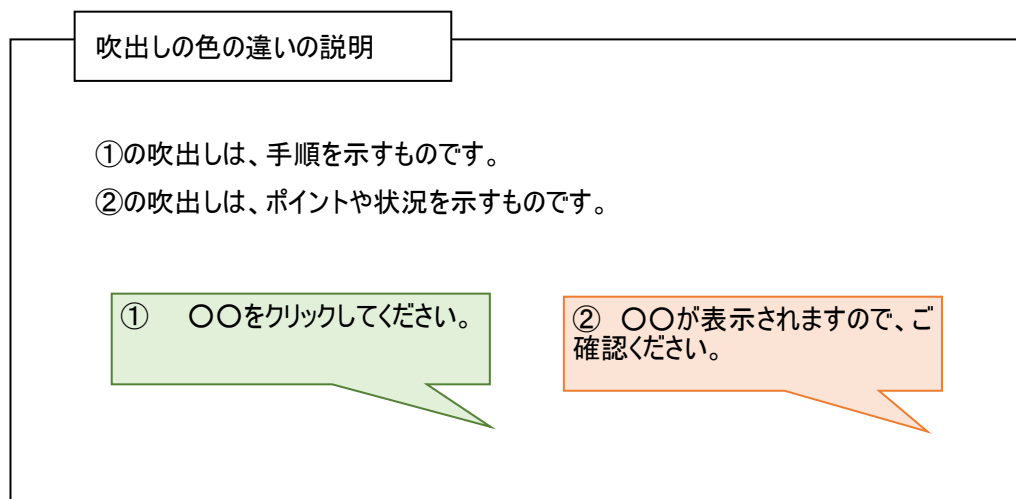 吹出しの色の違いの説明
①の吹出しは、手順を示すものです。
②の吹出しは、ポイントや状況を示すものです。
①　〇〇をクリックしてください。
②　〇〇が表示されますので、ご
確認ください。